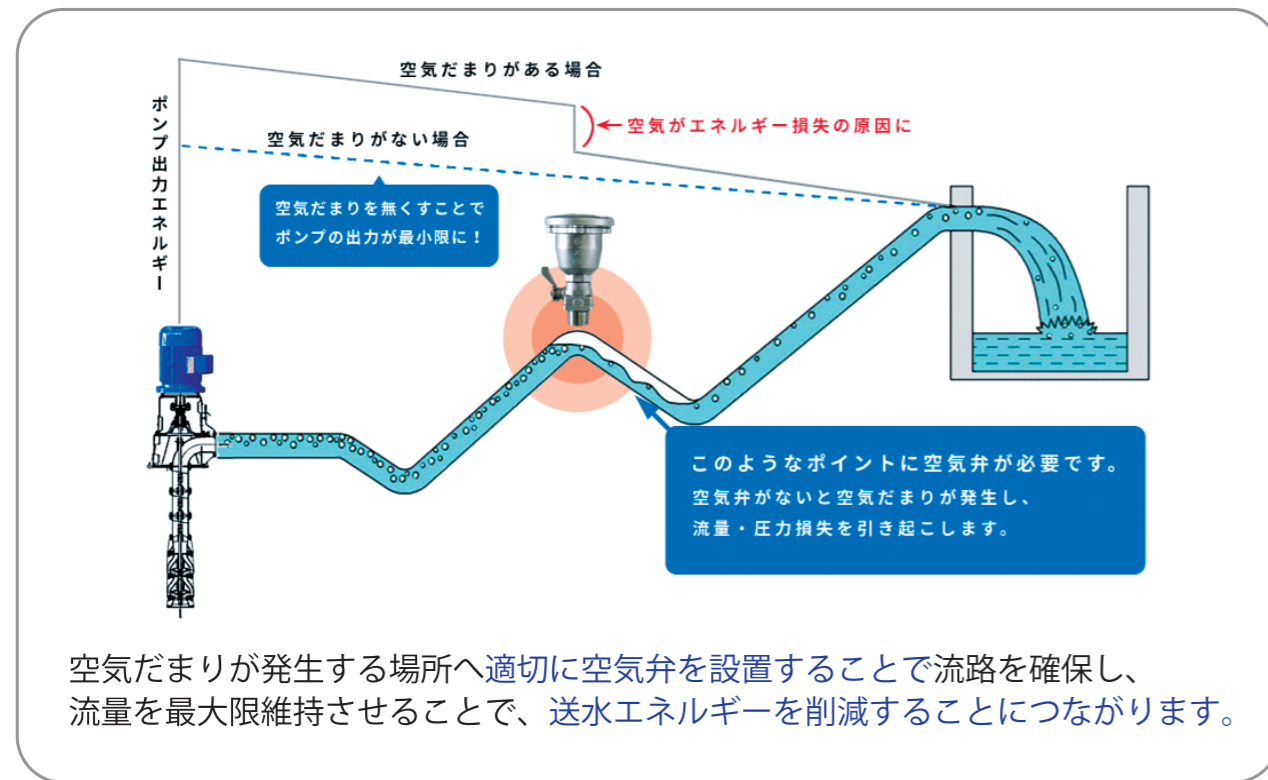 空気だまりがある場合
空気がエネルギー損失の原因に
ポンプ出力エネルギー
空気だまりがない場合
空気だまりを無くすことで
ポンプの出力が最小限に！
このようなポイントに空気弁が必要です。
空気弁がないと空気だまりが発生し、
流量・圧力損失を引き起こします。
空気だまりが発生する場所へ適切に空気弁を設置することで流路を確保し、
流量を最大限維持させることで、送水エネルギーを削減することにつながります。